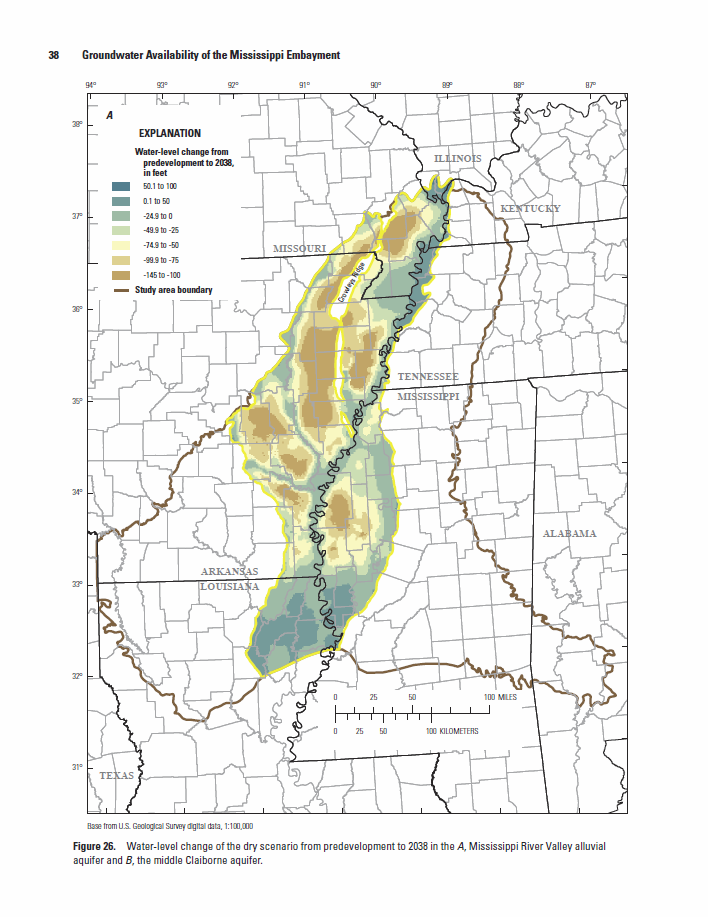 38 Groundwater Availability of the Mississippi Embayment
94° 93° 92° 91° 90° 89° 88° 87°
A
38°
EXPLANATION
Water-level change from
predevelopment to 2038,
in feet
50.1 to 100
0.1 to 50
-24.9 to 0
-49.9 to -25
-74.9 to -50
-99.9 to -75
-145 to -100
Study area boundary
ILLINOIS
KENTUCKY
37°
MISSOURI
Crowleys Ridge
36°
TENNESSEE
MISSISSIPPI
35°
34°
ALABAMA
ARKANSAS
33°
LOUISIANA
32°
0 25 50 100 MILES
0 25 50 100 KILOMETERS
31°
TEXAS
Base from U.S. Geological Survey digital data, 1:100,000
Figure 26. Water-level change of the dry scenario from predevelopment to 2038 in the A, Mississippi River Valley alluvial
aquifer and B, the middle Claiborne aquifer.